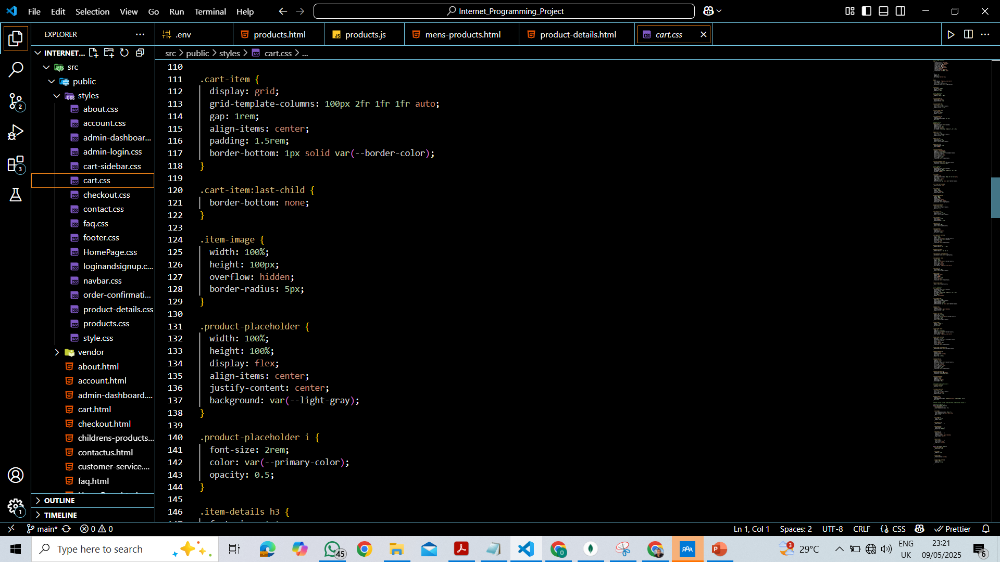 File Edit Selection View Go Run Terminal Help
Internet_Programming_Project
EXPLORER
.env
products.html
products.js
mens-products.html
product-details.html
cart.css
INTERNET...
src > public > styles > cart.css > ...
src
public
styles
about.css
account.css
admin-dashboar...
admin-login.css
cart-sidebar.css
cart.css
checkout.css
contact.css
faq.css
footer.css
HomePage.css
loginandsignup.c...
navbar.css
order-confirmati...
product-details.css
products.css
style.css
vendor
about.html
account.html
admin-dashboard....
cart.html
checkout.html
childrens-products...
contactus.html
customer-service....
faq.html
OUTLINE
TIMELINE
2
3
1
110
111 .cart-item {
112 display: grid;
113 grid-template-columns: 100px 2fr 1fr 1fr auto;
114 gap: 1rem;
115 align-items: center;
116 padding: 1.5rem;
117 border-bottom: 1px solid var(--border-color);
118 }
119
120 .cart-item:last-child {
121 border-bottom: none;
122 }
123
124 .item-image {
125 width: 100%;
126 height: 100px;
127 overflow: hidden;
128 border-radius: 5px;
129 }
130
131 .product-placeholder {
132 width: 100%;
133 height: 100%;
134 display: flex;
135 align-items: center;
136 justify-content: center;
137 background: var(--light-gray);
138 }
139
140 .product-placeholder i {
141 font-size: 2rem;
142 color: var(--primary-color);
143 opacity: 0.5;
144 }
145
146 .item-details h3 {
main* 0 0
Ln 1, Col 1 Spaces: 2 UTF-8 CRLF {} CSS Prettier
Type here to search
45
3
29°C
ENG
UK
23:21
09/05/2025
6